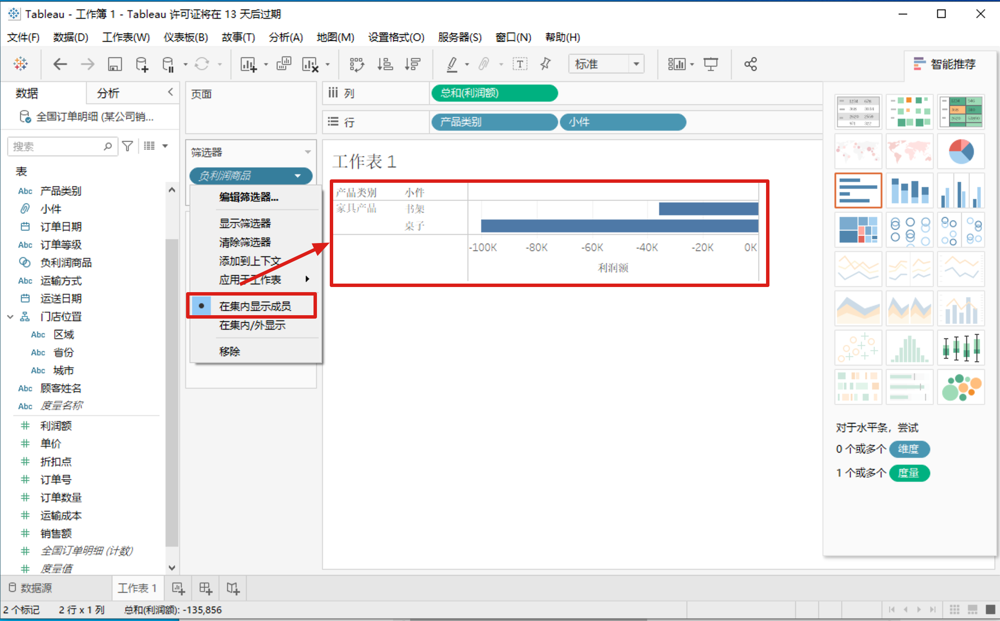 Tableau - 工作簿 1 - Tableau 许可证将在 13 天后过期
文件(F) 数据(D) 工作表(W) 仪表板(B) 故事(T) 分析(A) 地图(M) 设置格式(O) 服务器(S) 窗口(N) 帮助(H)
标准
智能推荐
数据 分析
全国订单明细 (某公司销...
搜索
表
Abc 产品类别
小件
订单日期
Abc 订单等级
负利润商品
Abc 运输方式
运送日期
门店位置
Abc 区域
Abc 省份
Abc 城市
Abc 顾客姓名
Abc 度量名称
利润额
单价
折扣点
订单号
订单数量
运输成本
销售额
全国订单明细 (计数)
度量值
页面
筛选器
负利润商品
编辑筛选器...
显示筛选器
清除筛选器
添加到上下文
应用于工作表
在集内显示成员
在集内/外显示
移除
列 总和(利润额)
行 产品类别 小件
工作表 1
产品类别 小件
家具产品 书架
桌子
-100K -80K -60K -40K -20K 0K
利润额
对于水平条，尝试
0 个或多个 维度
1 个或多个 度量
数据源 工作表 1
2 个标记 2 行 x 1 列 总和(利润额): -135,856